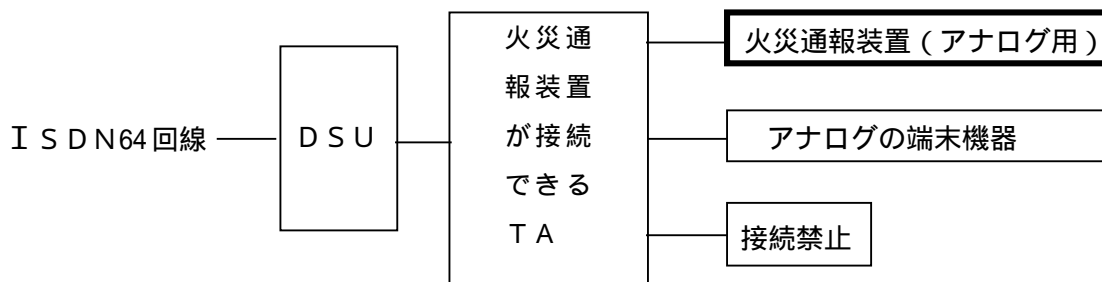 ＩＳＤＮ64回線
ＤＳＵ
火災通
報装置
が接続
できる
ＴＡ
火災通報装置（アナログ用）
アナログの端末機器
接続禁止